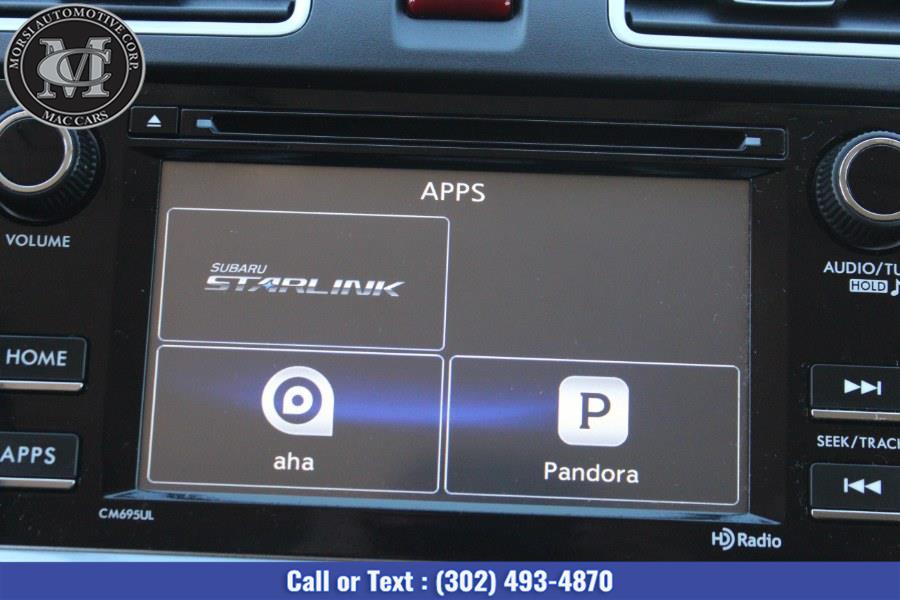 MORSI AUTOMOTIVE CORP.
MC
MAC CARS
APPS
VOLUME
SUBARU
STARLINK
AUDIO/TU
HOLD
HOME
aha
P
Pandora
SEEK/TRACK
APPS
CM695UL
HD Radio
Call or Text : (302) 493-4870